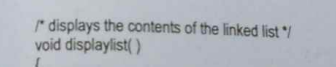 /* displays the contents of the linked list */
void displaylist( )
{